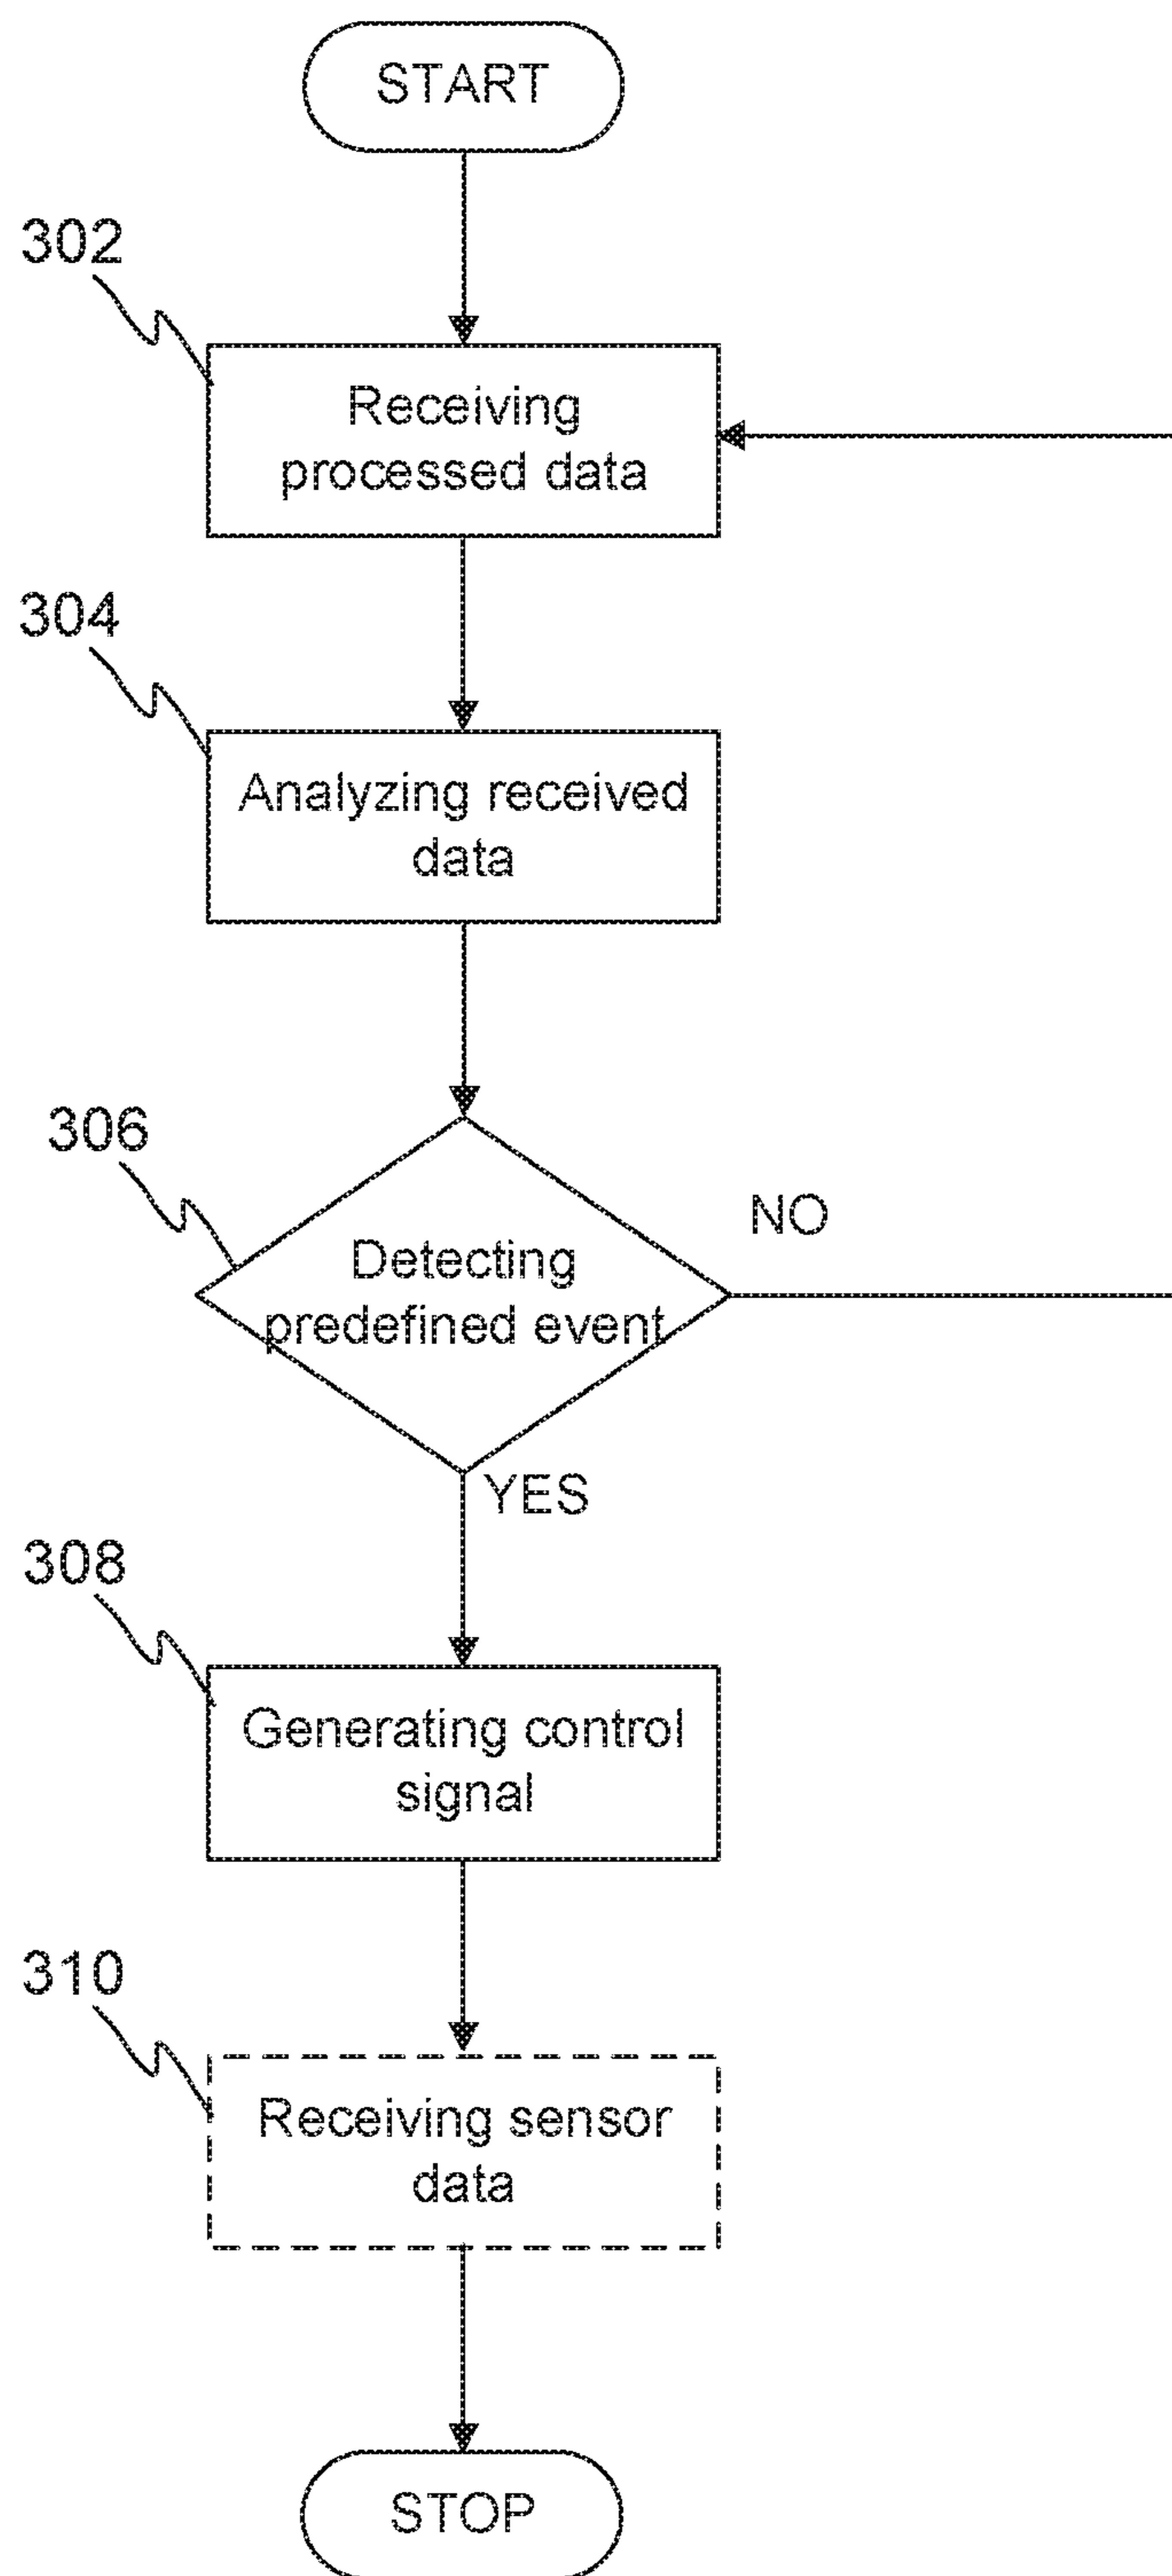 START
302
Receiving
processed data
304
Analyzing received
data
306
Detecting
predefined event
NO
YES
308
Generating control
signal
310
Receiving sensor
data
STOP